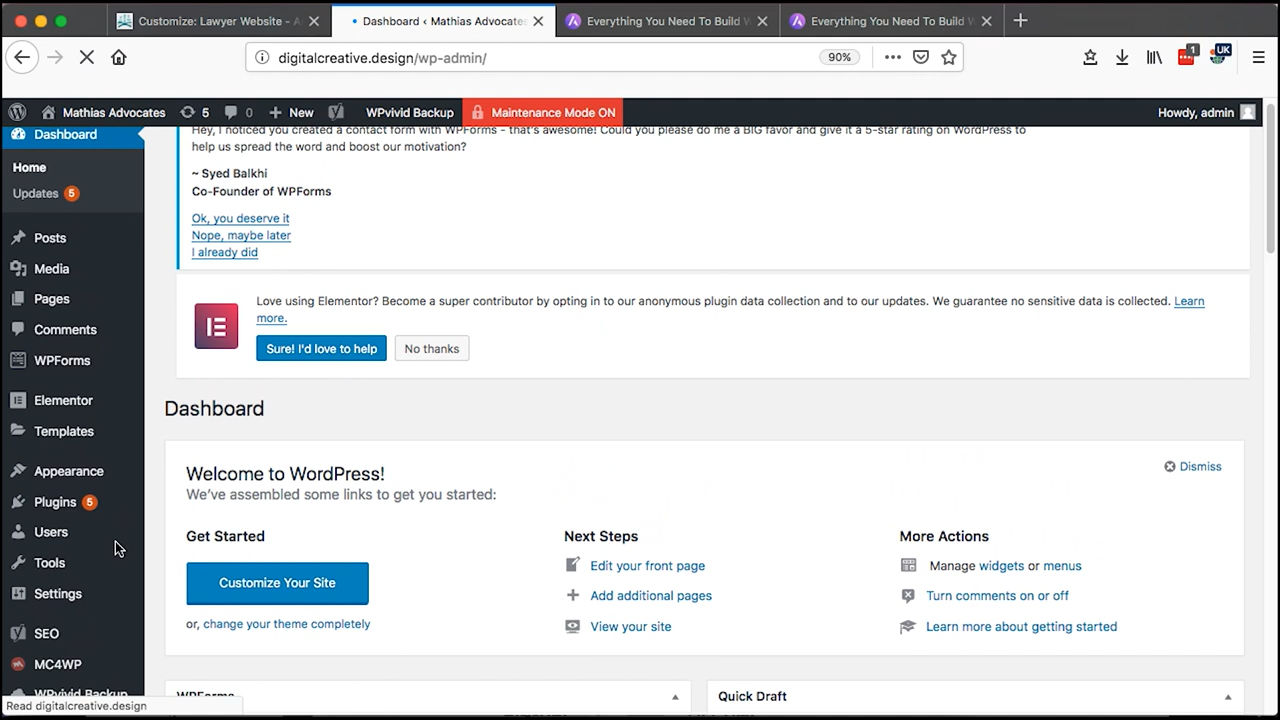 Customize: Lawyer Website - A
Dashboard ‹ Mathias Advocates
Everything You Need To Build W
Everything You Need To Build W
digitalcreative.design/wp-admin/
90%
1
UK
Mathias Advocates
5
0
New
WPvivid Backup
Maintenance Mode ON
Howdy, admin
Dashboard
Home
Updates 5
Posts
Media
Pages
Comments
WPForms
Elementor
Templates
Appearance
Plugins 5
Users
Tools
Settings
SEO
MC4WP
WPvivid Backup
Hey, I noticed you created a contact form with WPForms - that's awesome! Could you please do me a BIG favor and give it a 5-star rating on WordPress to
help us spread the word and boost our motivation?
~ Syed Balkhi
Co-Founder of WPForms
Ok, you deserve it
Nope, maybe later
I already did
Love using Elementor? Become a super contributor by opting in to our anonymous plugin data collection and to our updates. We guarantee no sensitive data is collected. Learn
more.
Sure! I'd love to help
No thanks
Dashboard
Welcome to WordPress!
Dismiss
We've assembled some links to get you started:
Get Started
Customize Your Site
or, change your theme completely
Next Steps
Edit your front page
Add additional pages
View your site
More Actions
Manage widgets or menus
Turn comments on or off
Learn more about getting started
WPForms
Quick Draft
Read digitalcreative.design